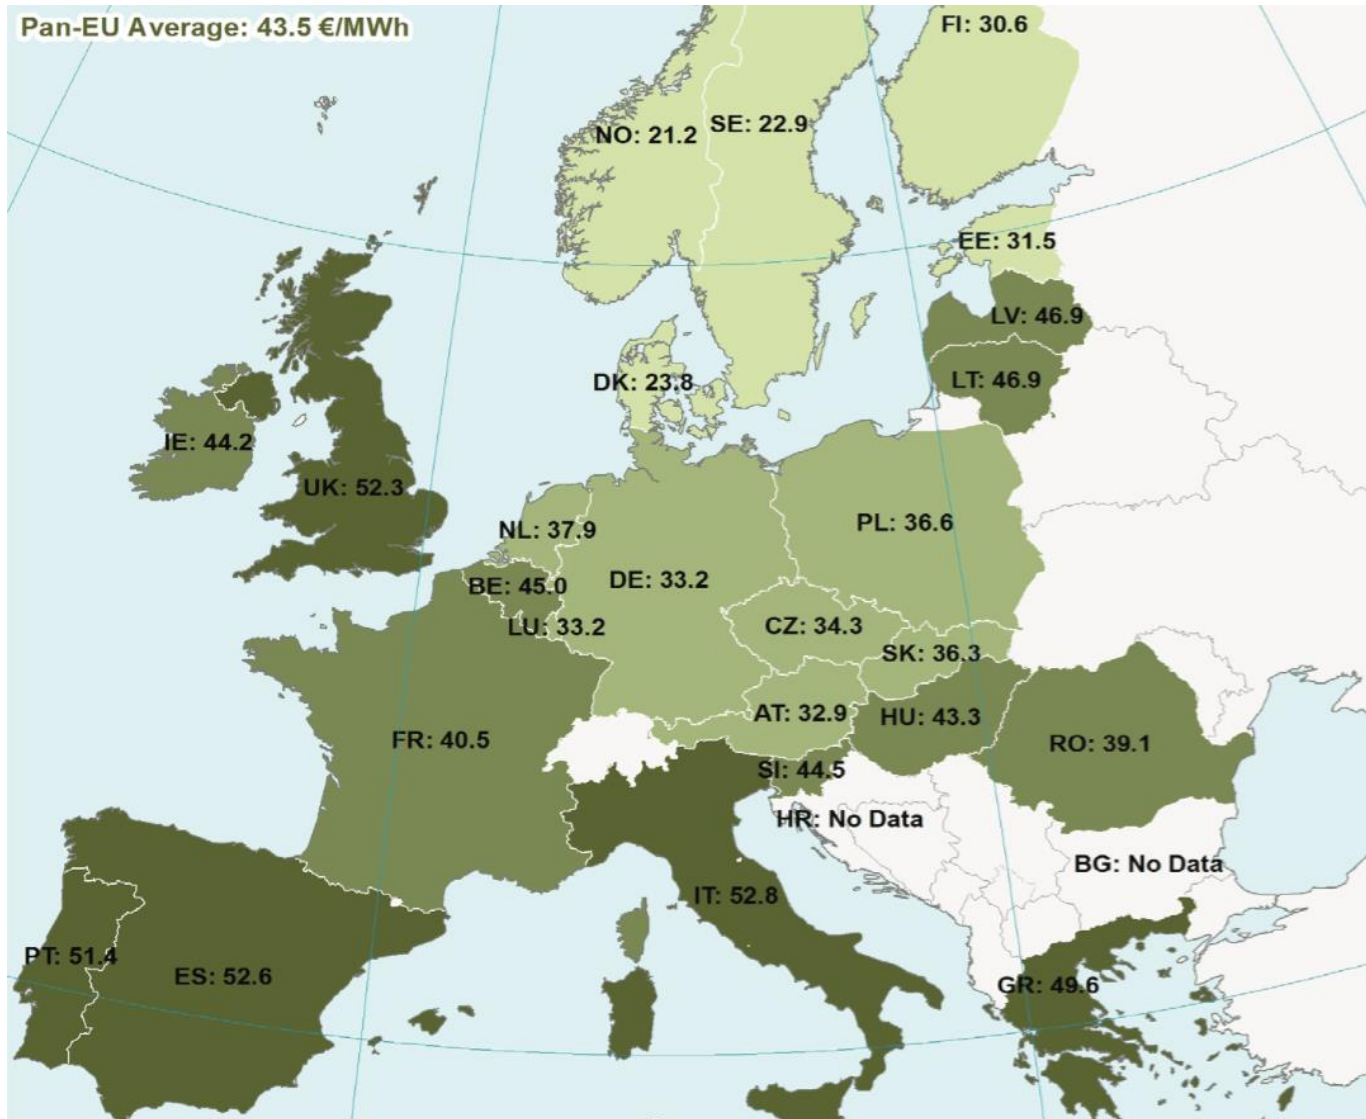 Pan-EU Average: 43.5 €/MWh
FI: 30.6
NO: 21.2
SE: 22.9
EE: 31.5
LV: 46.9
LT: 46.9
DK: 23.8
IE: 44.2
UK: 52.3
NL: 37.9
PL: 36.6
BE: 45.0
DE: 33.2
LU: 33.2
CZ: 34.3
SK: 36.3
AT: 32.9
HU: 43.3
FR: 40.5
RO: 39.1
SI: 44.5
HR: No Data
BG: No Data
IT: 52.8
PT: 51.4
ES: 52.6
GR: 49.6